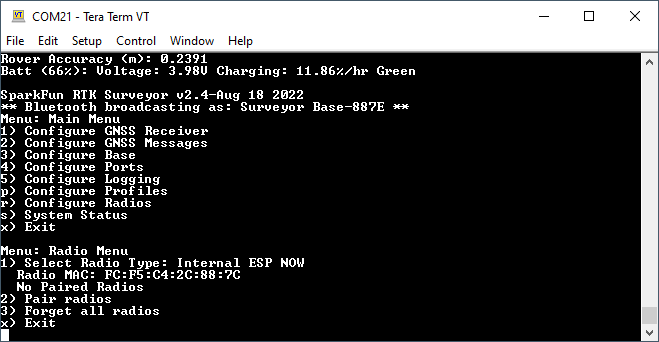 COM21 - Tera Term VT
File Edit Setup Control Window Help
Rover Accuracy (m): 0.2391
Batt (66%): Voltage: 3.98V Charging: 11.86%/hr Green
SparkFun RTK Surveyor v2.4-Aug 18 2022
** Bluetooth broadcasting as: Surveyor Base-887E **
Menu: Main Menu
1) Configure GNSS Receiver
2) Configure GNSS Messages
3) Configure Base
4) Configure Ports
5) Configure Logging
p) Configure Profiles
r) Configure Radios
s) System Status
x) Exit
Menu: Radio Menu
1) Select Radio Type: Internal ESP NOW
Radio MAC: FC:F5:C4:2C:88:7C
No Paired Radios
2) Pair radios
3) Forget all radios
x) Exit